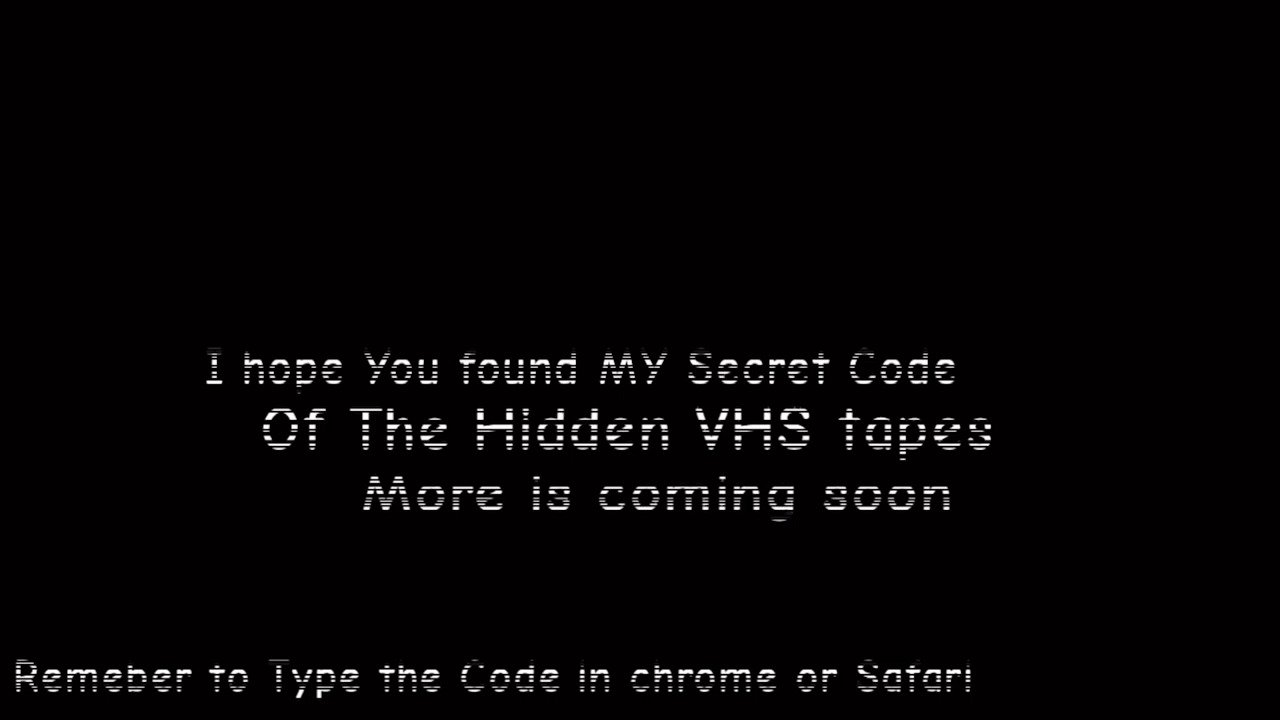 I hope You found MY Secret Code
Of The Hidden VHS tapes
More is coming soon
Remeber to Type the Code in chrome or Safari